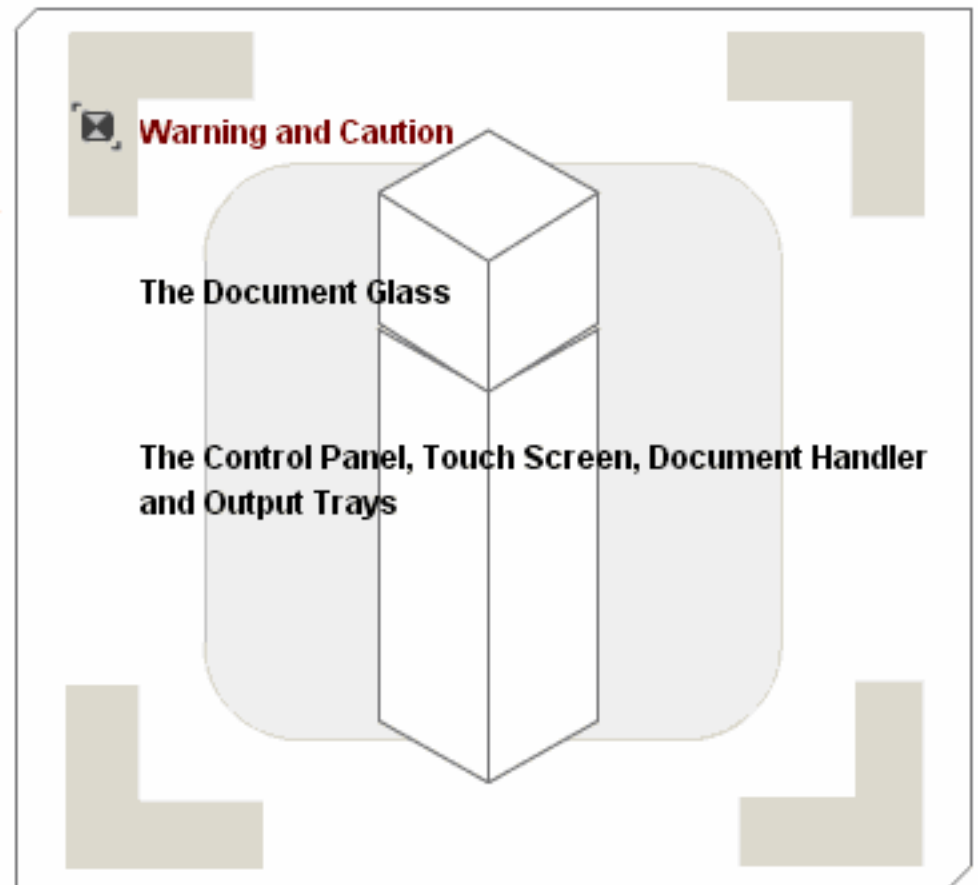 Warning and Caution
The Document Glass
The Control Panel, Touch Screen, Document Handler
and Output Trays